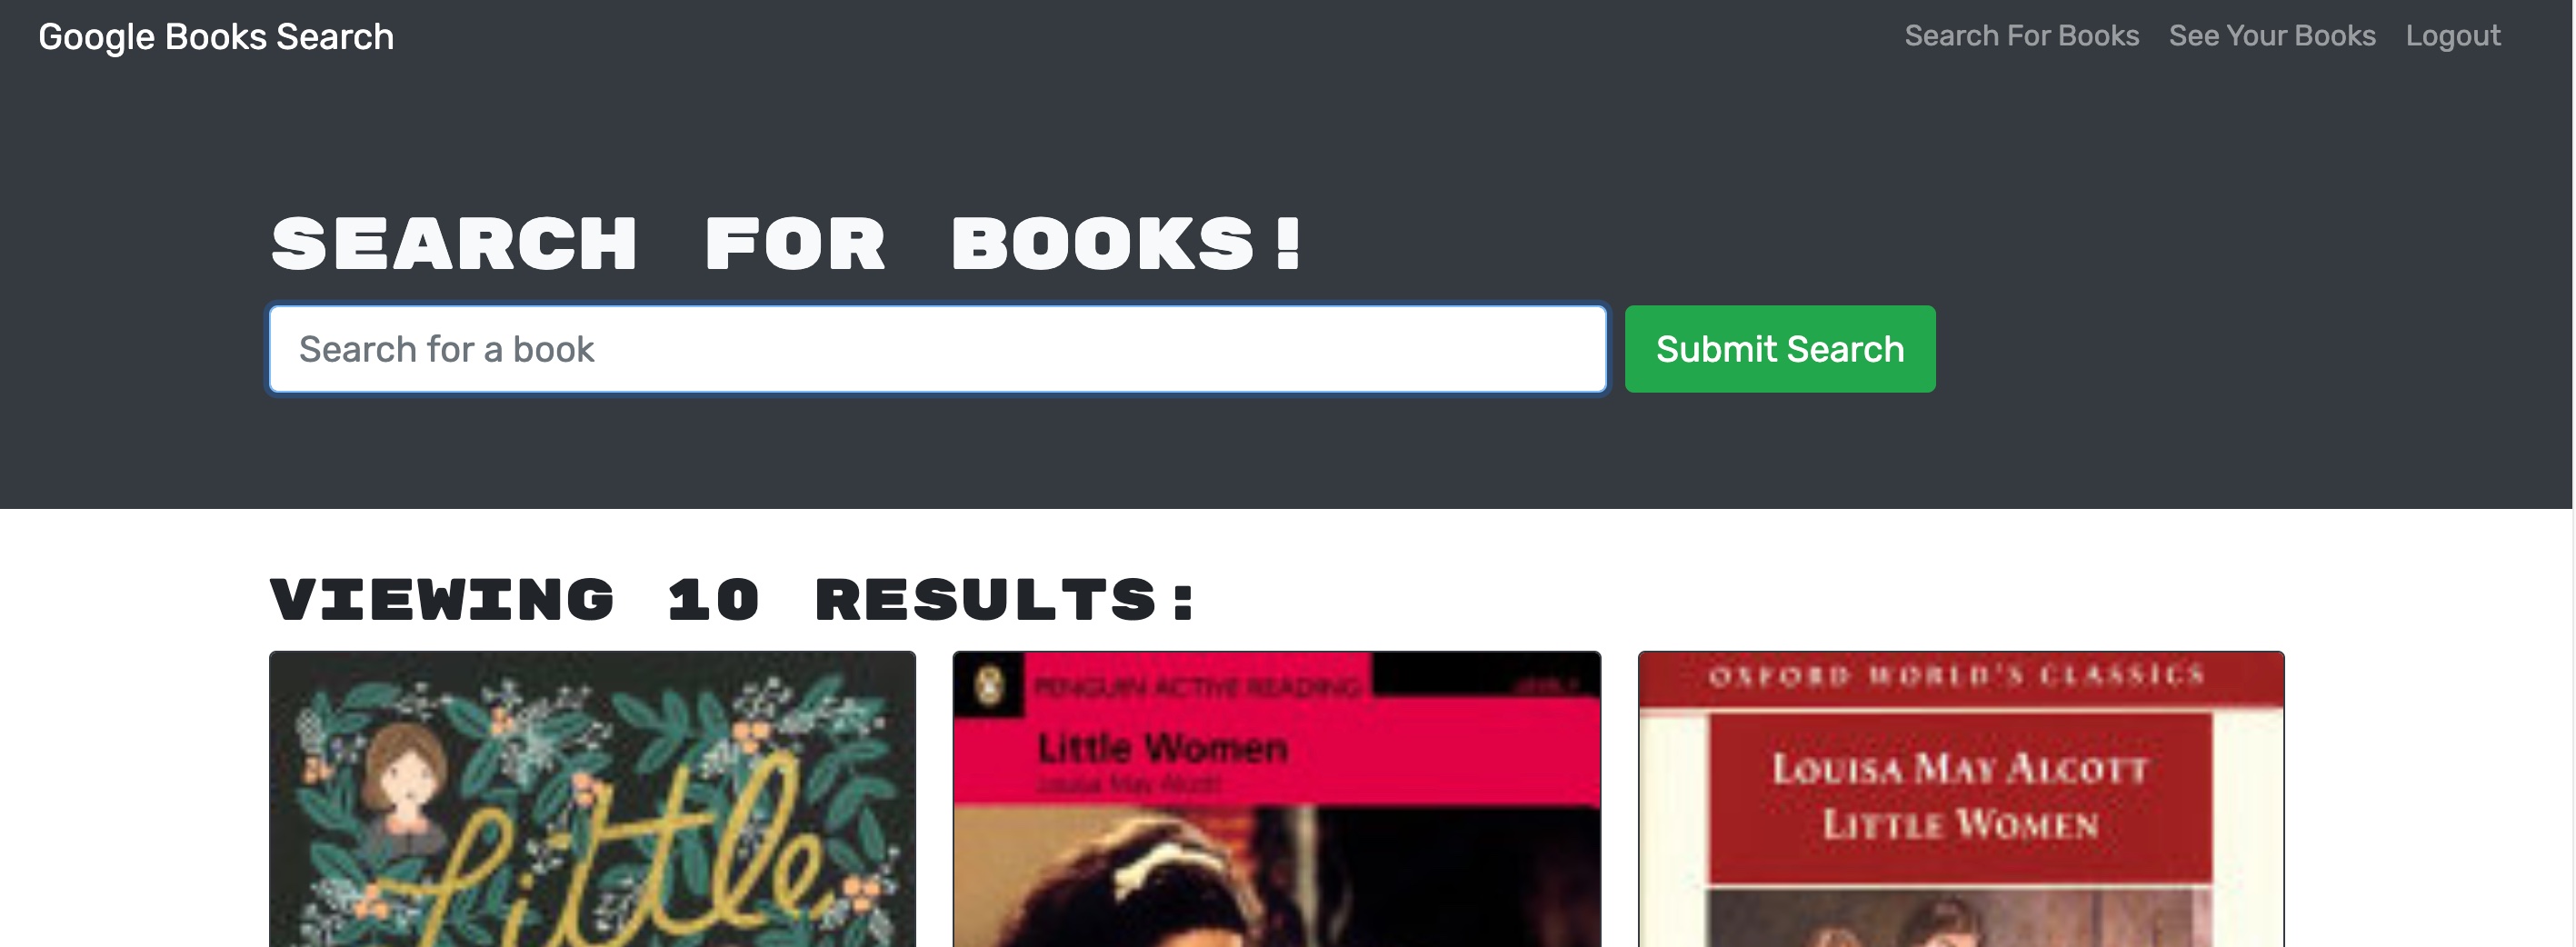 Google Books Search
Search For Books See Your Books Logout
SEARCH FOR BOOKS!
Search for a book
Submit Search
VIEWING 10 RESULTS:
Little
PENGUIN ACTIVE READING
Little Women
Louisa May Alcott
OXFORD WORLD'S CLASSICS
LOUISA MAY ALCOTT
LITTLE WOMEN